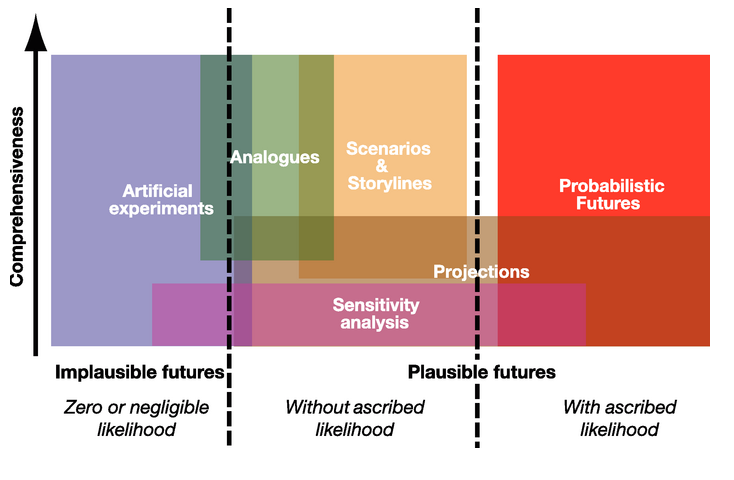 Comprehensiveness
Artificial
experiments
Analogues
Scenarios
&
Storylines
Probabilistic
Futures
Projections
Sensitivity
analysis
Implausible futures
Plausible futures
Zero or negligible
likelihood
Without ascribed
likelihood
With ascribed
likelihood